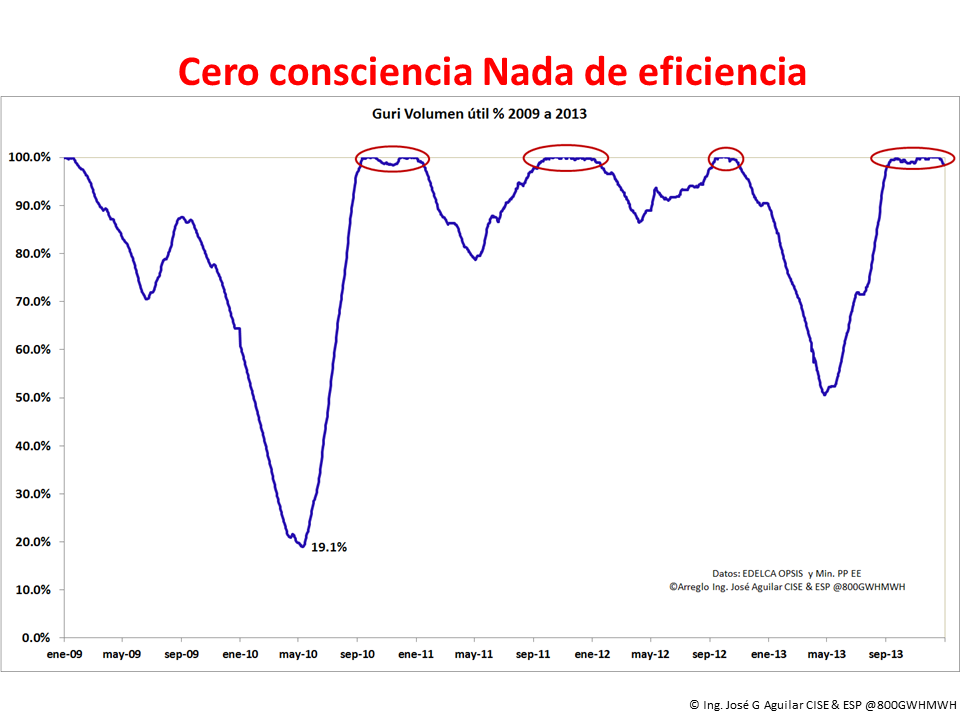 Cero consciencia Nada de eficiencia
Guri Volumen útil % 2009 a 2013
100.0%
90.0%
80.0%
70.0%
60.0%
50.0%
40.0%
30.0%
20.0%
10.0%
0.0%
19.1%
Datos: EDELCA OPSIS y Min. PP EE
©Arreglo Ing. José Aguilar CISE & ESP @800GWHMWH
ene-09 may-09 sep-09 ene-10 may-10 sep-10 ene-11 may-11 sep-11 ene-12 may-12 sep-12 ene-13 may-13 sep-13
© Ing. José G Aguilar CISE & ESP @800GWHMWH